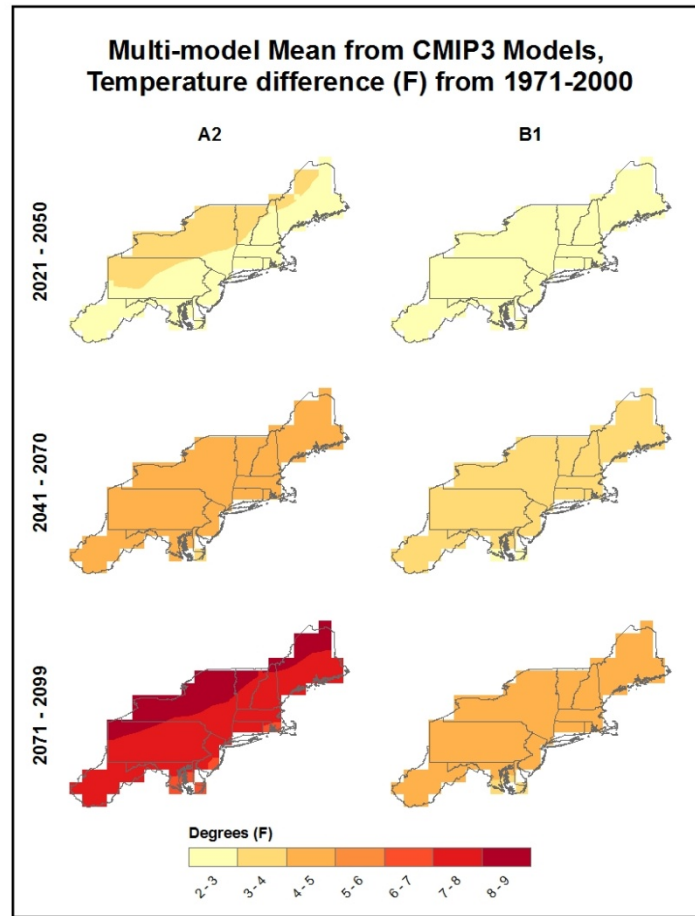 Multi-model Mean from CMIP3 Models,
Temperature difference (F) from 1971-2000
A2
B1
2021 - 2050
2041 - 2070
2071 - 2099
Degrees (F)
2 - 3
3 - 4
4 - 5
5 - 6
6 - 7
7 - 8
8 - 9